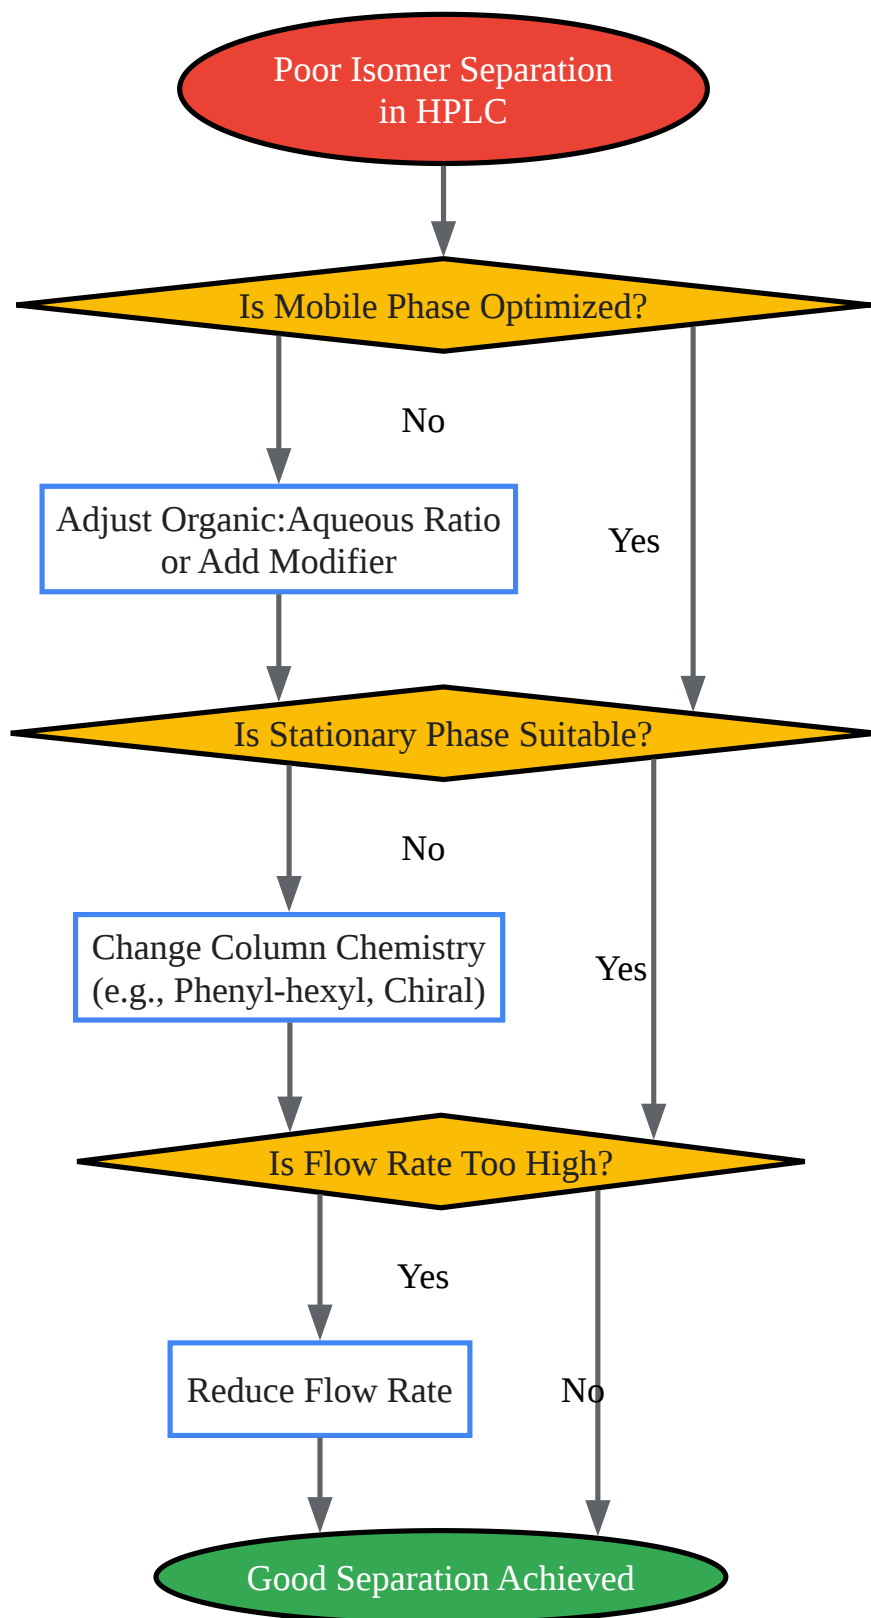 Poor Isomer Separation
in HPLC
Is Mobile Phase Optimized?
No
Adjust Organic:Aqueous Ratio
or Add Modifier
Yes
Is Stationary Phase Suitable?
No
Change Column Chemistry
(e.g., Phenyl-hexyl, Chiral)
Yes
Is Flow Rate Too High?
Yes
Reduce Flow Rate
No
Good Separation Achieved